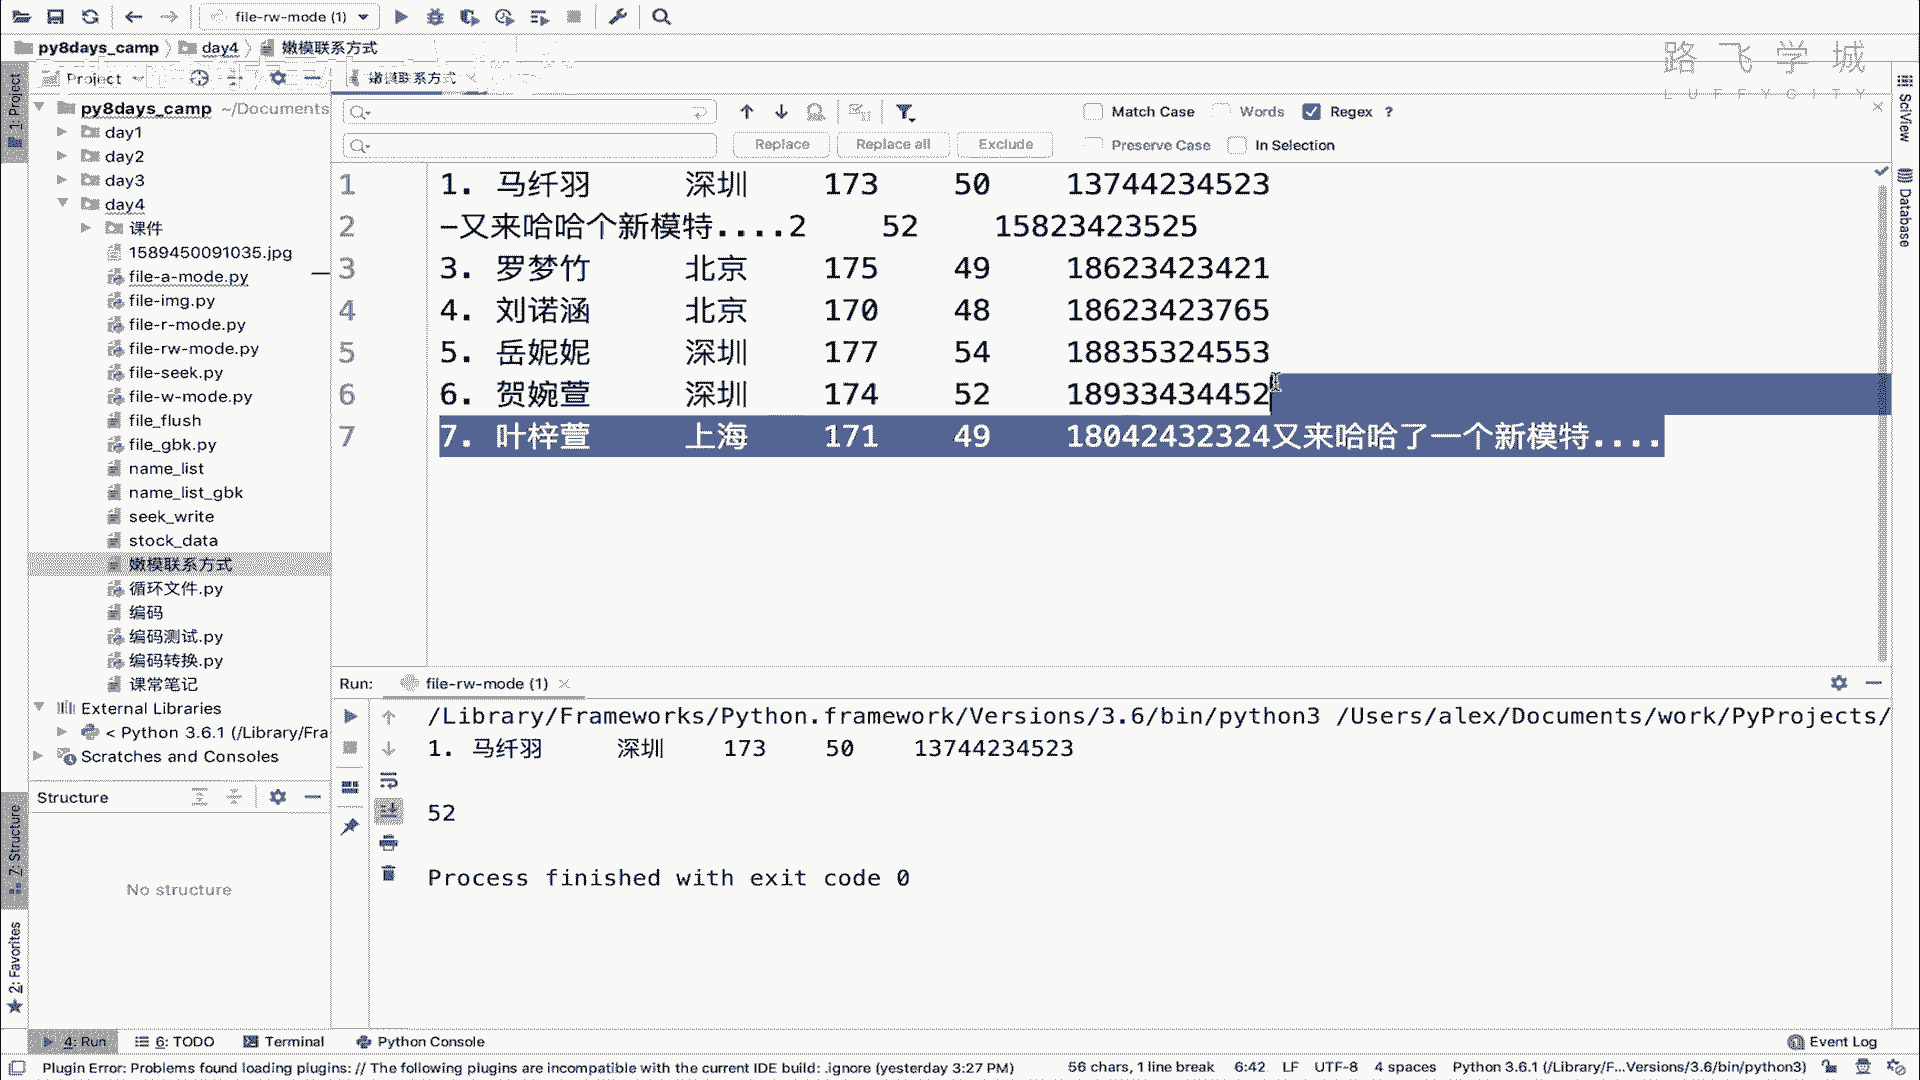 file-rw-mode (1)
py8days_camp day4 嫩模联系方式
路飞学城
LUFFYCITY
Project
嫩模联系方式
1: Project
py8days_camp ~/Documents
day1
day2
day3
day4
课件
1589450091035.jpg
file-a-mode.py
file-img.py
file-r-mode.py
file-rw-mode.py
file-seek.py
file-w-mode.py
file_flush
file_gbk.py
name_list
name_list_gbk
seek_write
stock_data
嫩模联系方式
循环文件.py
编码
编码测试.py
编码转换.py
课常笔记
External Libraries
< Python 3.6.1 (/Library/Fra
Scratches and Consoles
Structure
No structure
7: Structure
2: Favorites
Match Case Words Regex ?
Replace Replace all Exclude Preserve Case In Selection
1 1. 马纤羽 深圳 173 50 13744234523
2 —又来哈哈个新模特....2 52 15823423525
3 3. 罗梦竹 北京 175 49 18623423421
4 4. 刘诺涵 北京 170 48 18623423765
5 5. 岳妮妮 深圳 177 54 18835324553
6 6. 贺婉萱 深圳 174 52 18933434452
7 7. 叶梓萱 上海 171 49 18042432324又来哈哈了一个新模特....
SciView
Database
Run: file-rw-mode (1)
/Library/Frameworks/Python.framework/Versions/3.6/bin/python3 /Users/alex/Documents/work/PyProjects/
1. 马纤羽 深圳 173 50 13744234523
52
Process finished with exit code 0
4: Run 6: TODO Terminal Python Console Event Log
Plugin Error: Problems found loading plugins: // The following plugins are incompatible with the current IDE build: .ignore (yesterday 3:27 PM) 56 chars, 1 line break 6:42 LF UTF-8 4 spaces Python 3.6.1 (/Library/F...Versions/3.6/bin/python3)